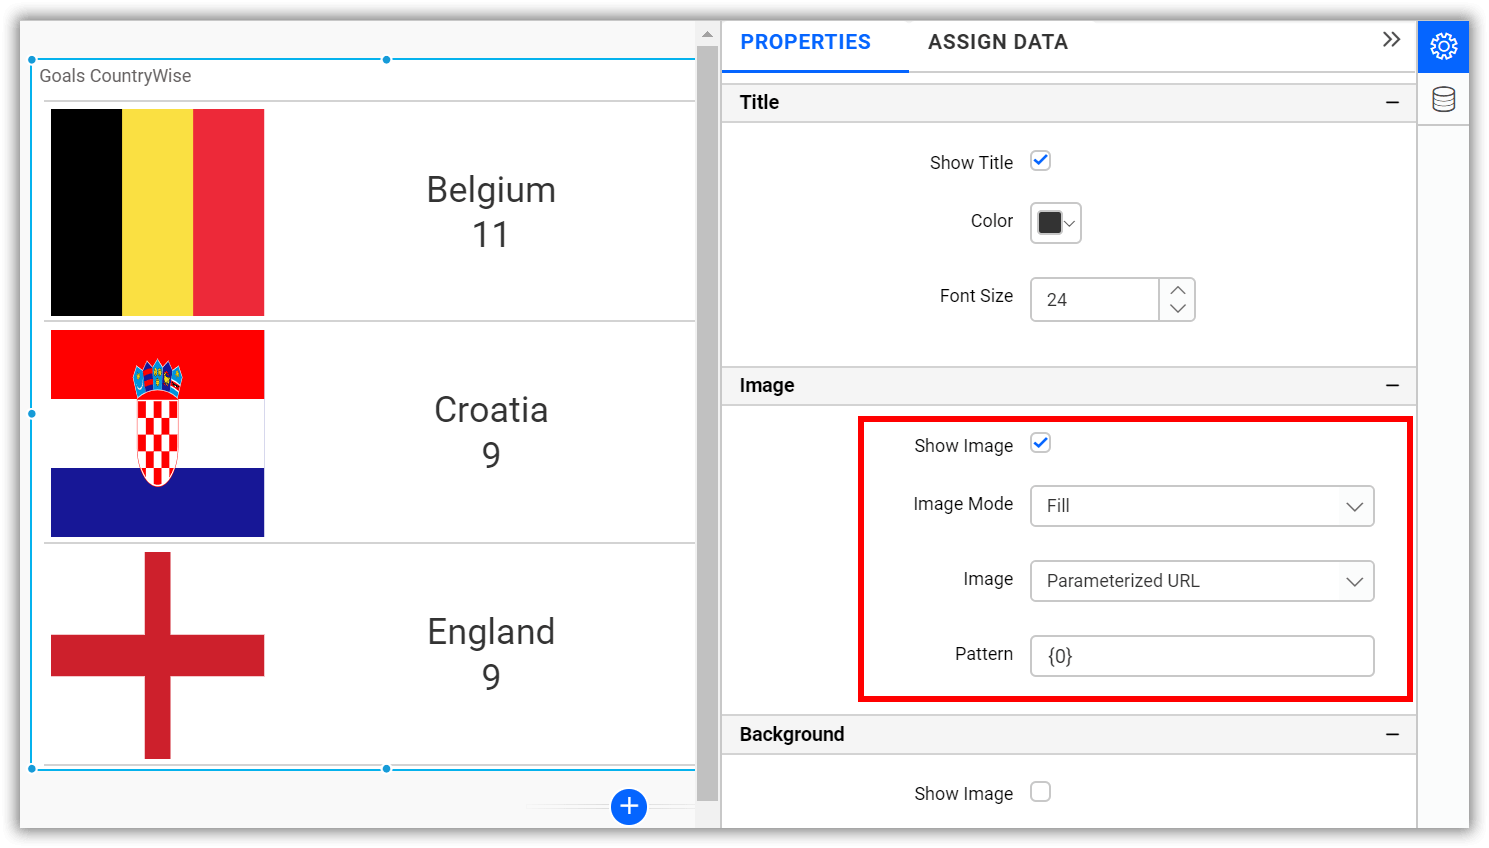 Goals CountryWise
Belgium
11
Croatia
9
England
9
PROPERTIES
ASSIGN DATA
Title
Show Title
Color
Font Size
24
Image
Show Image
Image Mode
Fill
Image
Parameterized URL
Pattern
{0}
Background
Show Image